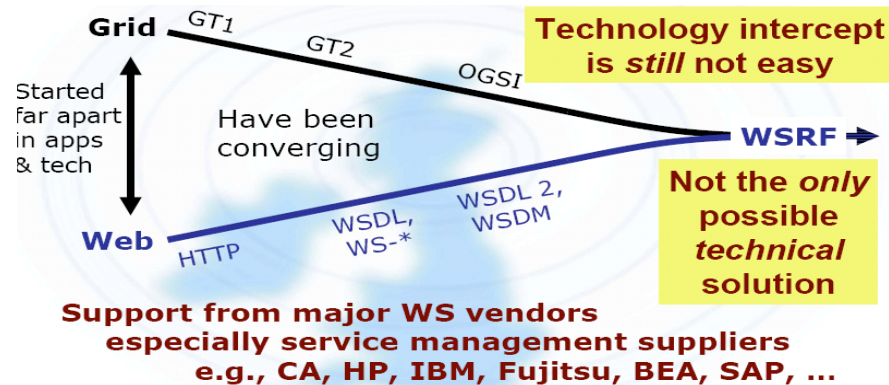 Grid
GT1
GT2
OGSI
Technology intercept
is still not easy
Started
far apart
in apps
& tech
Have been
converging
WSRF
Web
HTTP
WSDL,
WS-*
WSDL 2,
WSDM
Not the only
possible
technical
solution
Support from major WS vendors
especially service management suppliers
e.g., CA, HP, IBM, Fujitsu, BEA, SAP, ...